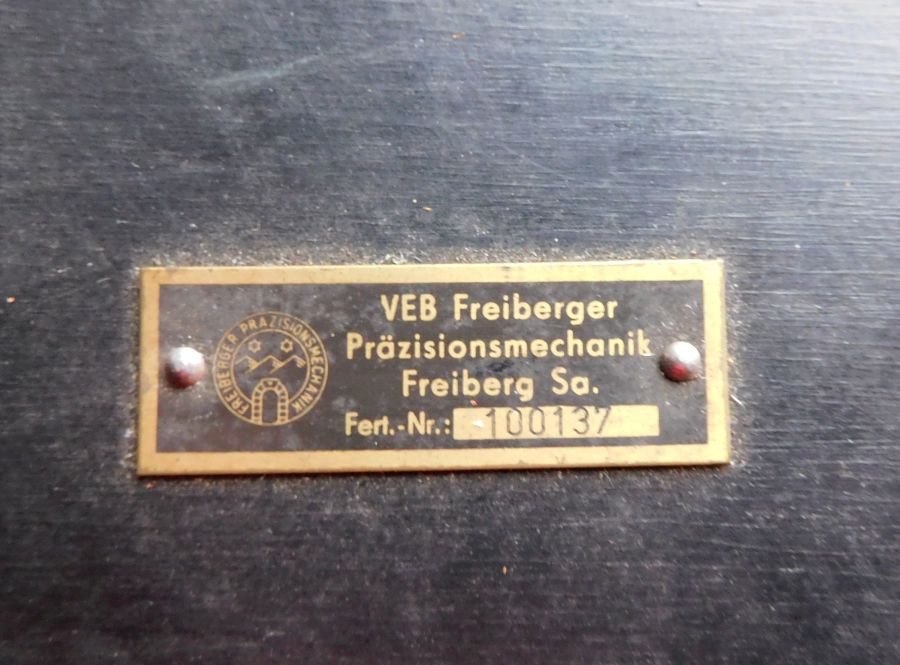 VEB Freiberger
Präzisionsmechanik
Freiberg Sa.
Fert.-Nr.: 100137
FREIBERGER PRÄZISIONSMECHANIK